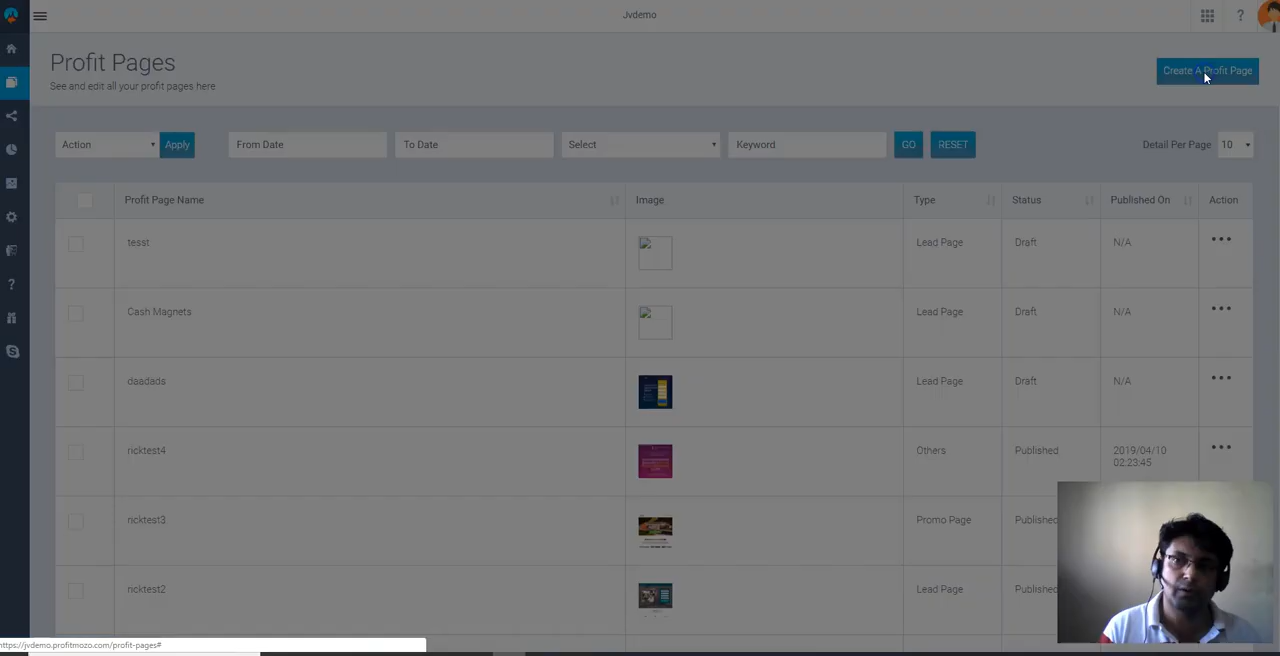 Jvdemo
?
Profit Pages
Create A Profit Page
See and edit all your profit pages here
Action Apply From Date To Date Select Keyword GO RESET Detail Per Page 10
Profit Page Name Image Type Status Published On Action
tesst Lead Page Draft N/A
Cash Magnets Lead Page Draft N/A
daadads Lead Page Draft N/A
ricktest4 Others Published 2019/04/10
02:23:45
ricktest3 Promo Page Published
ricktest2 Lead Page Published
https://jvdemo.profitmozo.com/profit-pages#